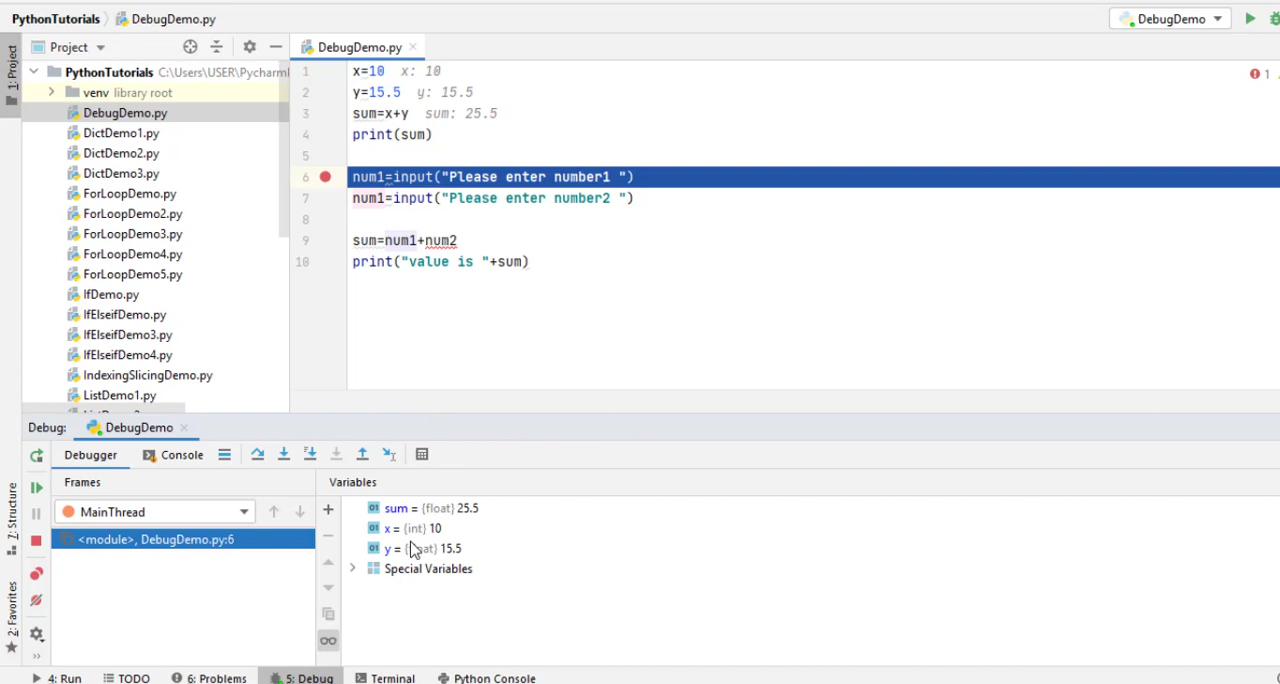 PythonTutorials DebugDemo.py DebugDemo
1: Project
Project DebugDemo.py
PythonTutorials C:\Users\USER\Pycharml
venv library root
DebugDemo.py
DictDemo1.py
DictDemo2.py
DictDemo3.py
ForLoopDemo.py
ForLoopDemo2.py
ForLoopDemo3.py
ForLoopDemo4.py
ForLoopDemo5.py
IfDemo.py
IfElseifDemo.py
IfElseifDemo3.py
IfElseifDemo4.py
IndexingSlicingDemo.py
ListDemo1.py
1 x=10 x: 10 1
2 y=15.5 y: 15.5
3 sum=x+y sum: 25.5
4 print(sum)
5
6 num1=input("Please enter number1 ")
7 num1=input("Please enter number2 ")
8
9 sum=num1+num2
10 print("value is "+sum)
Debug: DebugDemo
Debugger Console
Frames Variables
MainThread
<module>, DebugDemo.py:6
sum = {float} 25.5
x = {int} 10
y = 15.5
Special Variables
7: Structure
2: Favorites
4: Run TODO 6: Problems 5: Debug Terminal Python Console